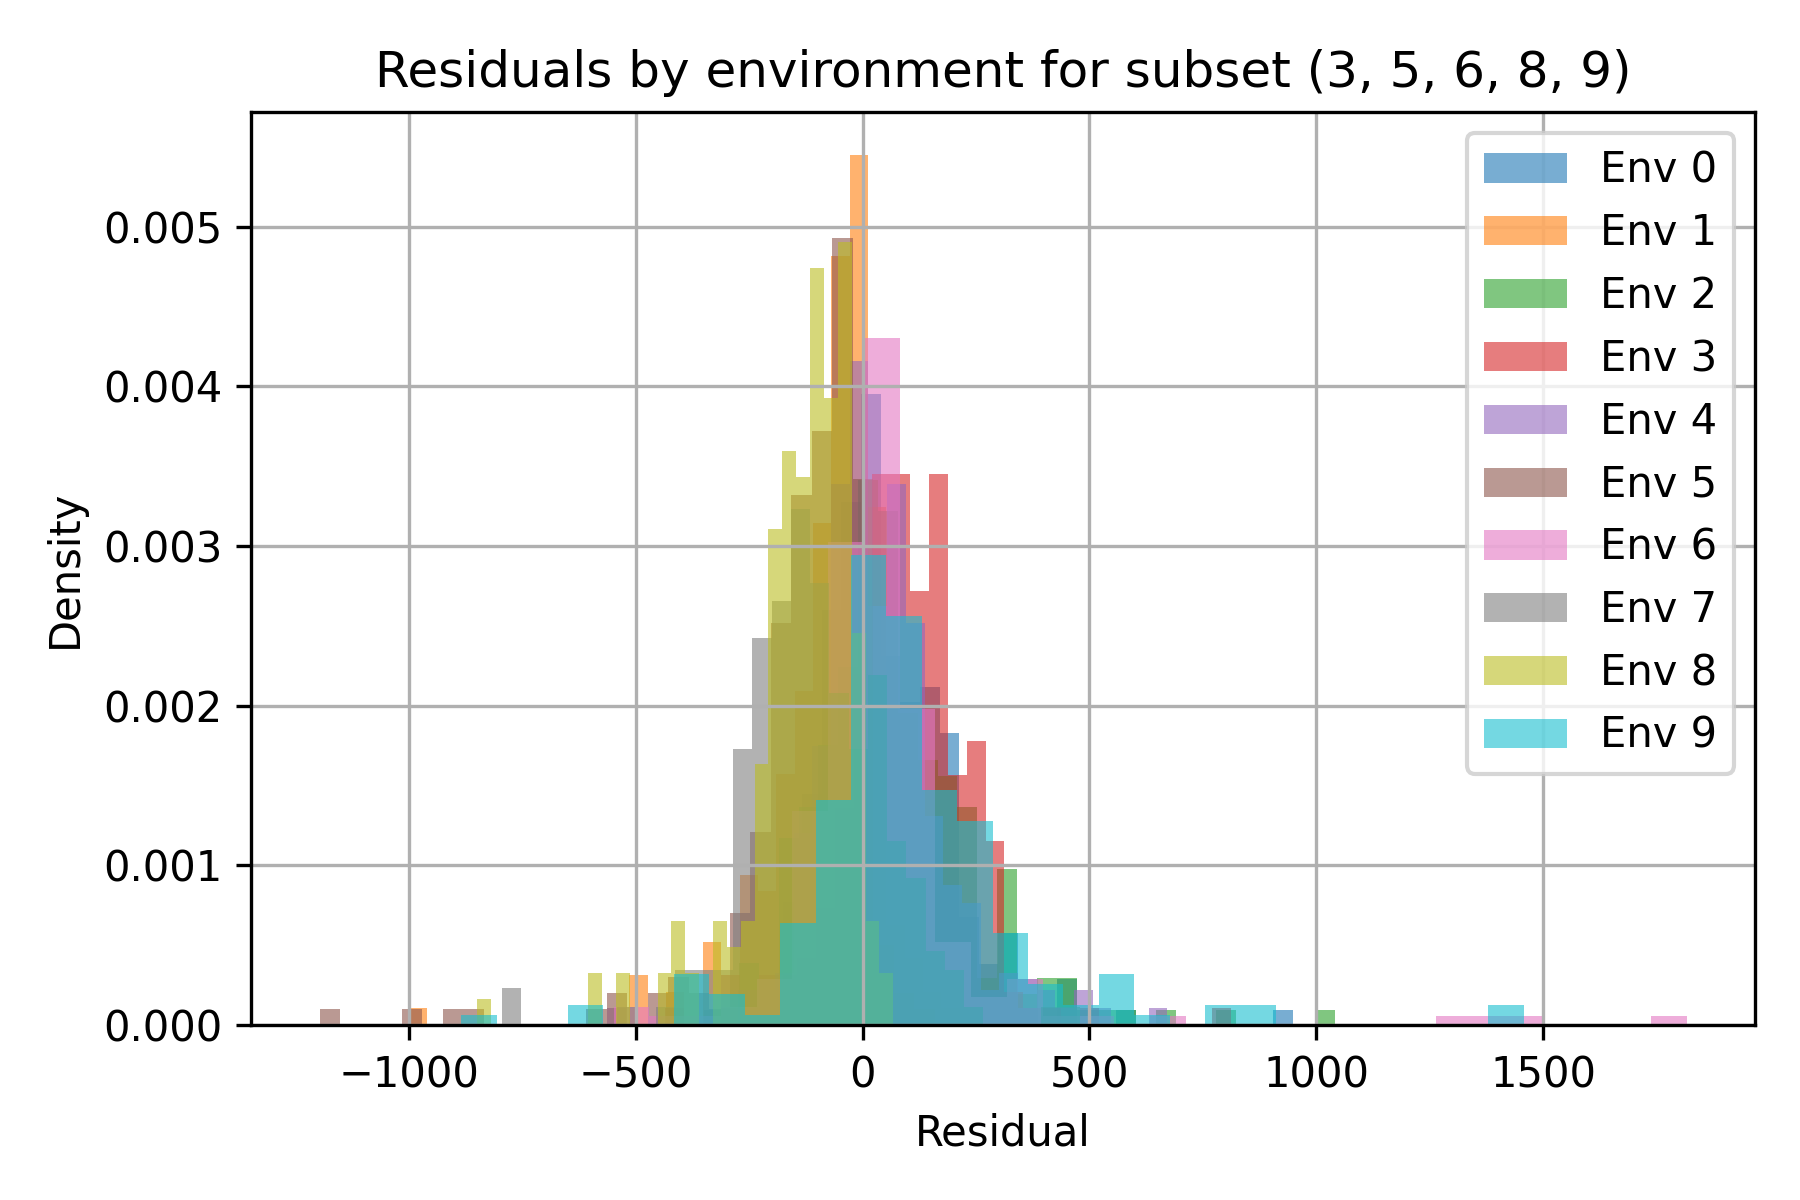 Residuals by environment for subset (3, 5, 6, 8, 9)
Density
0.005
0.004
0.003
0.002
0.001
0.000
−1000
−500
0
500
1000
1500
Residual
Env 0
Env 1
Env 2
Env 3
Env 4
Env 5
Env 6
Env 7
Env 8
Env 9